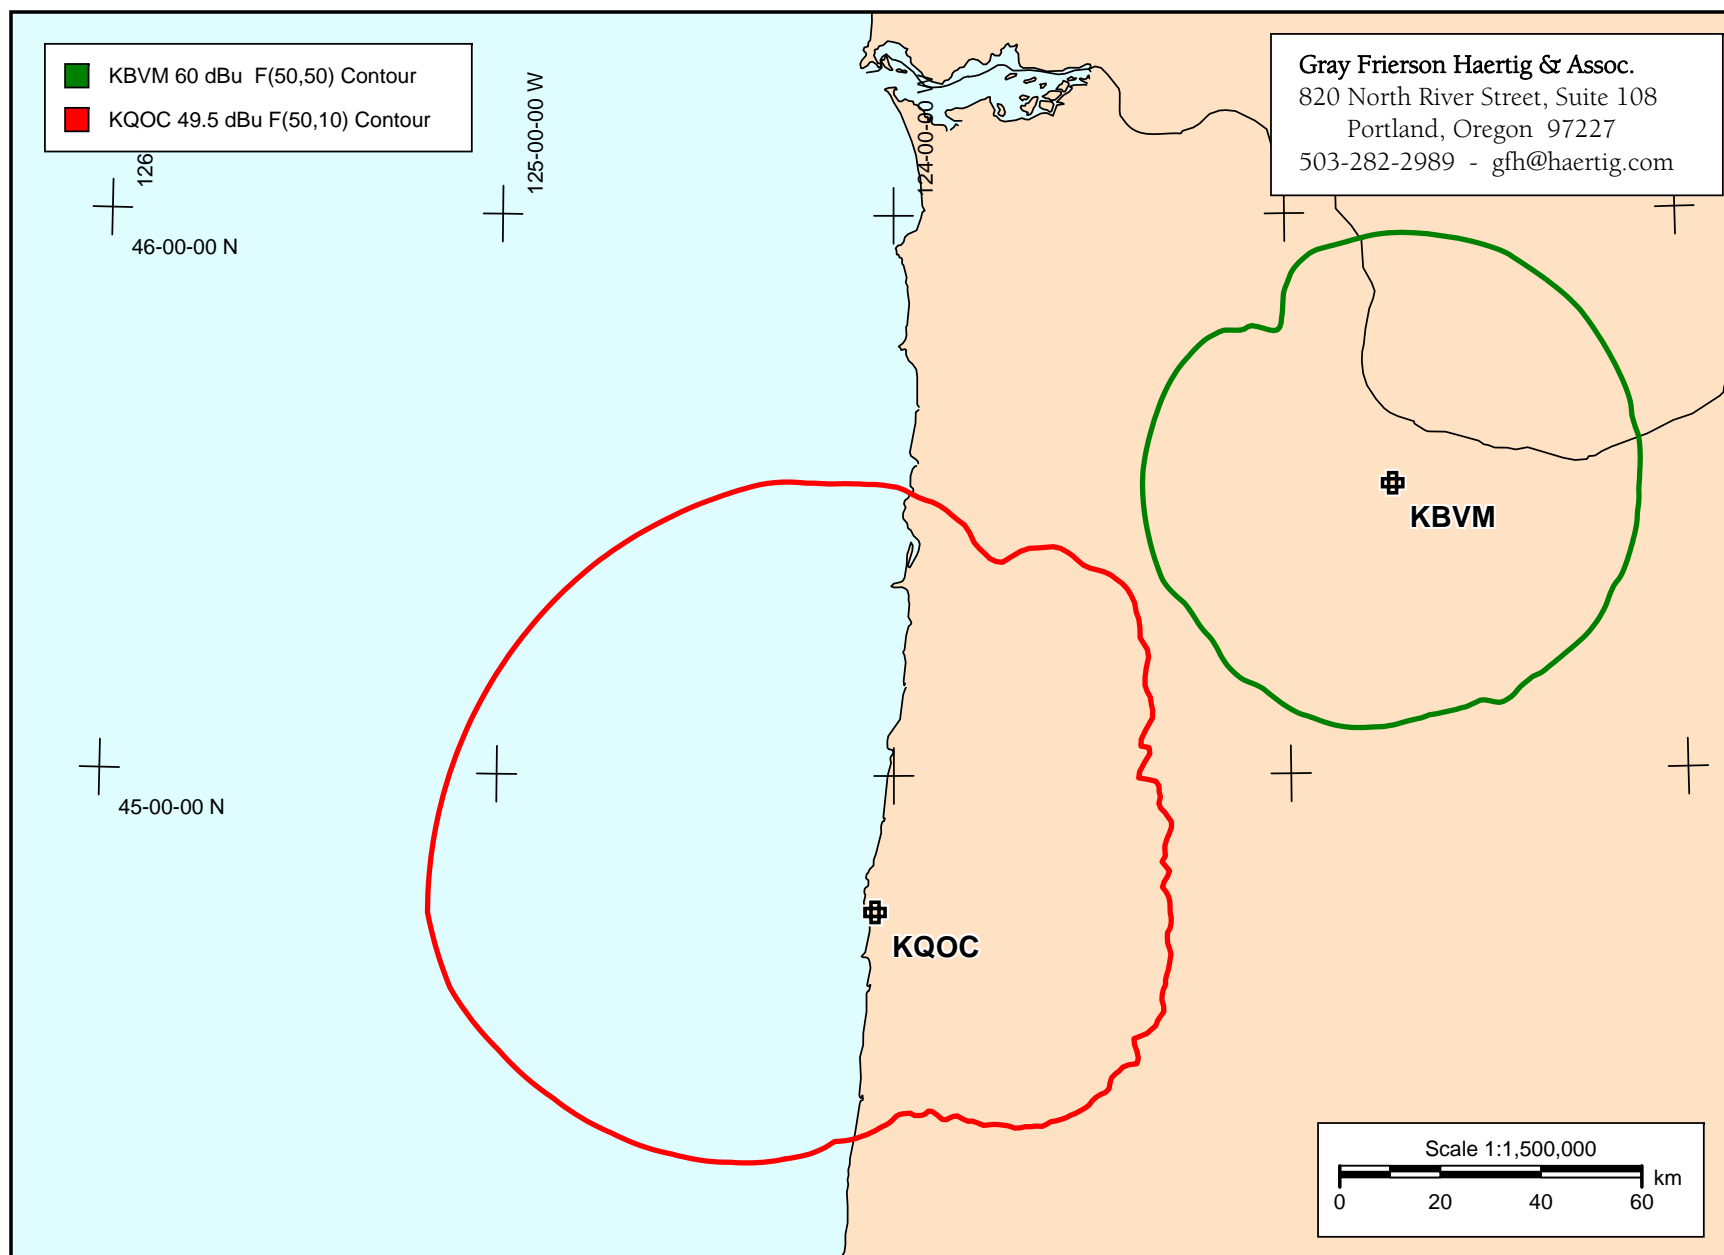 KBVM 60 dBu F(50,50) Contour
KQOC 49.5 dBu F(50,10) Contour
Gray Frierson Haertig & Assoc.
820 North River Street, Suite 108
Portland, Oregon 97227
503-282-2989 - gfh@haertig.com
126
125-00-00 W
124-00-00
46-00-00 N
KBVM
45-00-00 N
KQOC
Scale 1:1,500,000
km
0 20 40 60